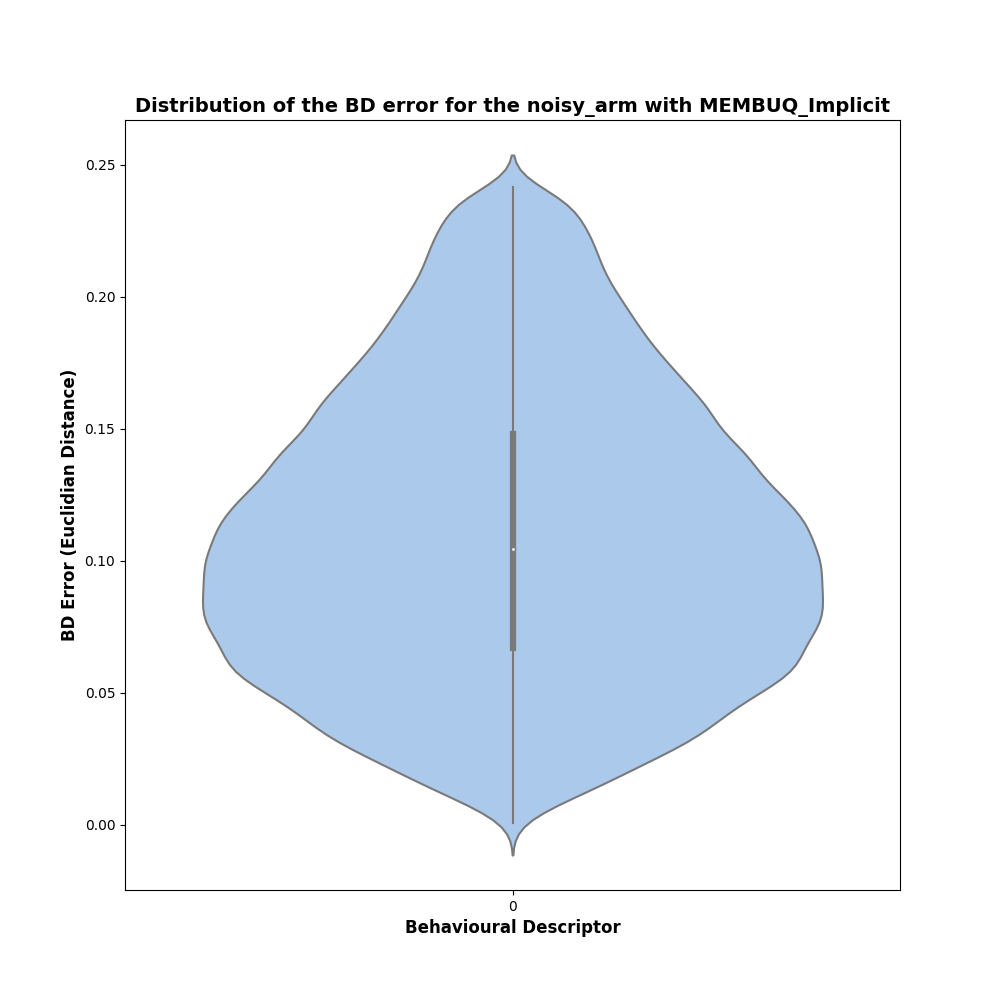 Distribution of the BD error for the noisy_arm with MEMBUQ_Implicit
BD Error (Euclidian Distance)
0.25
0.20
0.15
0.10
0.05
0.00
0
Behavioural Descriptor